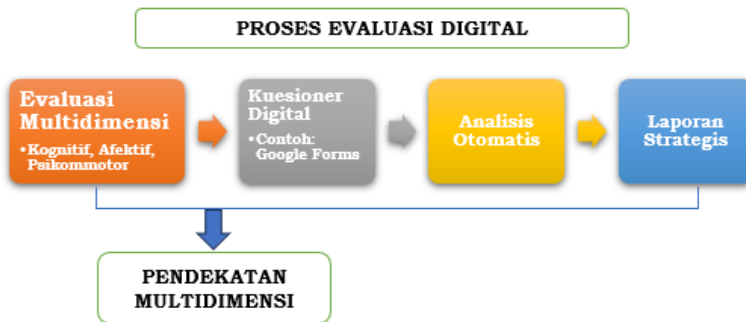 PROSES EVALUASI DIGITAL
Evaluasi
Multidimensi
•Kognitif, Afektif,
Psikommotor
Kuesioner
Digital
•Contoh:
Google Forms
Analisis
Otomatis
Laporan
Strategis
PENDEKATAN
MULTIDIMENSI